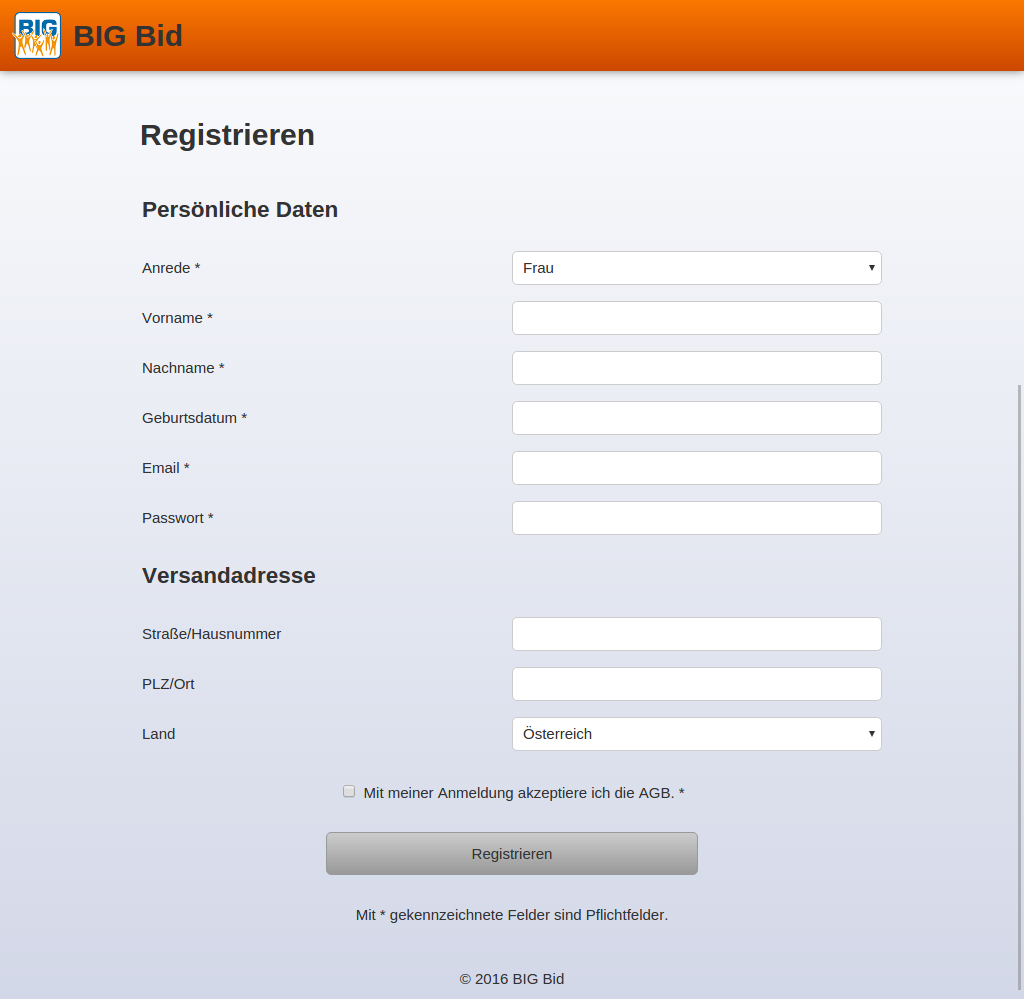 BIG
BIG Bid
Registrieren
Persönliche Daten
Anrede *
Frau
Vorname *
Nachname *
Geburtsdatum *
Email *
Passwort *
Versandadresse
Straße/Hausnummer
PLZ/Ort
Land
Österreich
Mit meiner Anmeldung akzeptiere ich die AGB. *
Registrieren
Mit * gekennzeichnete Felder sind Pflichtfelder.
© 2016 BIG Bid